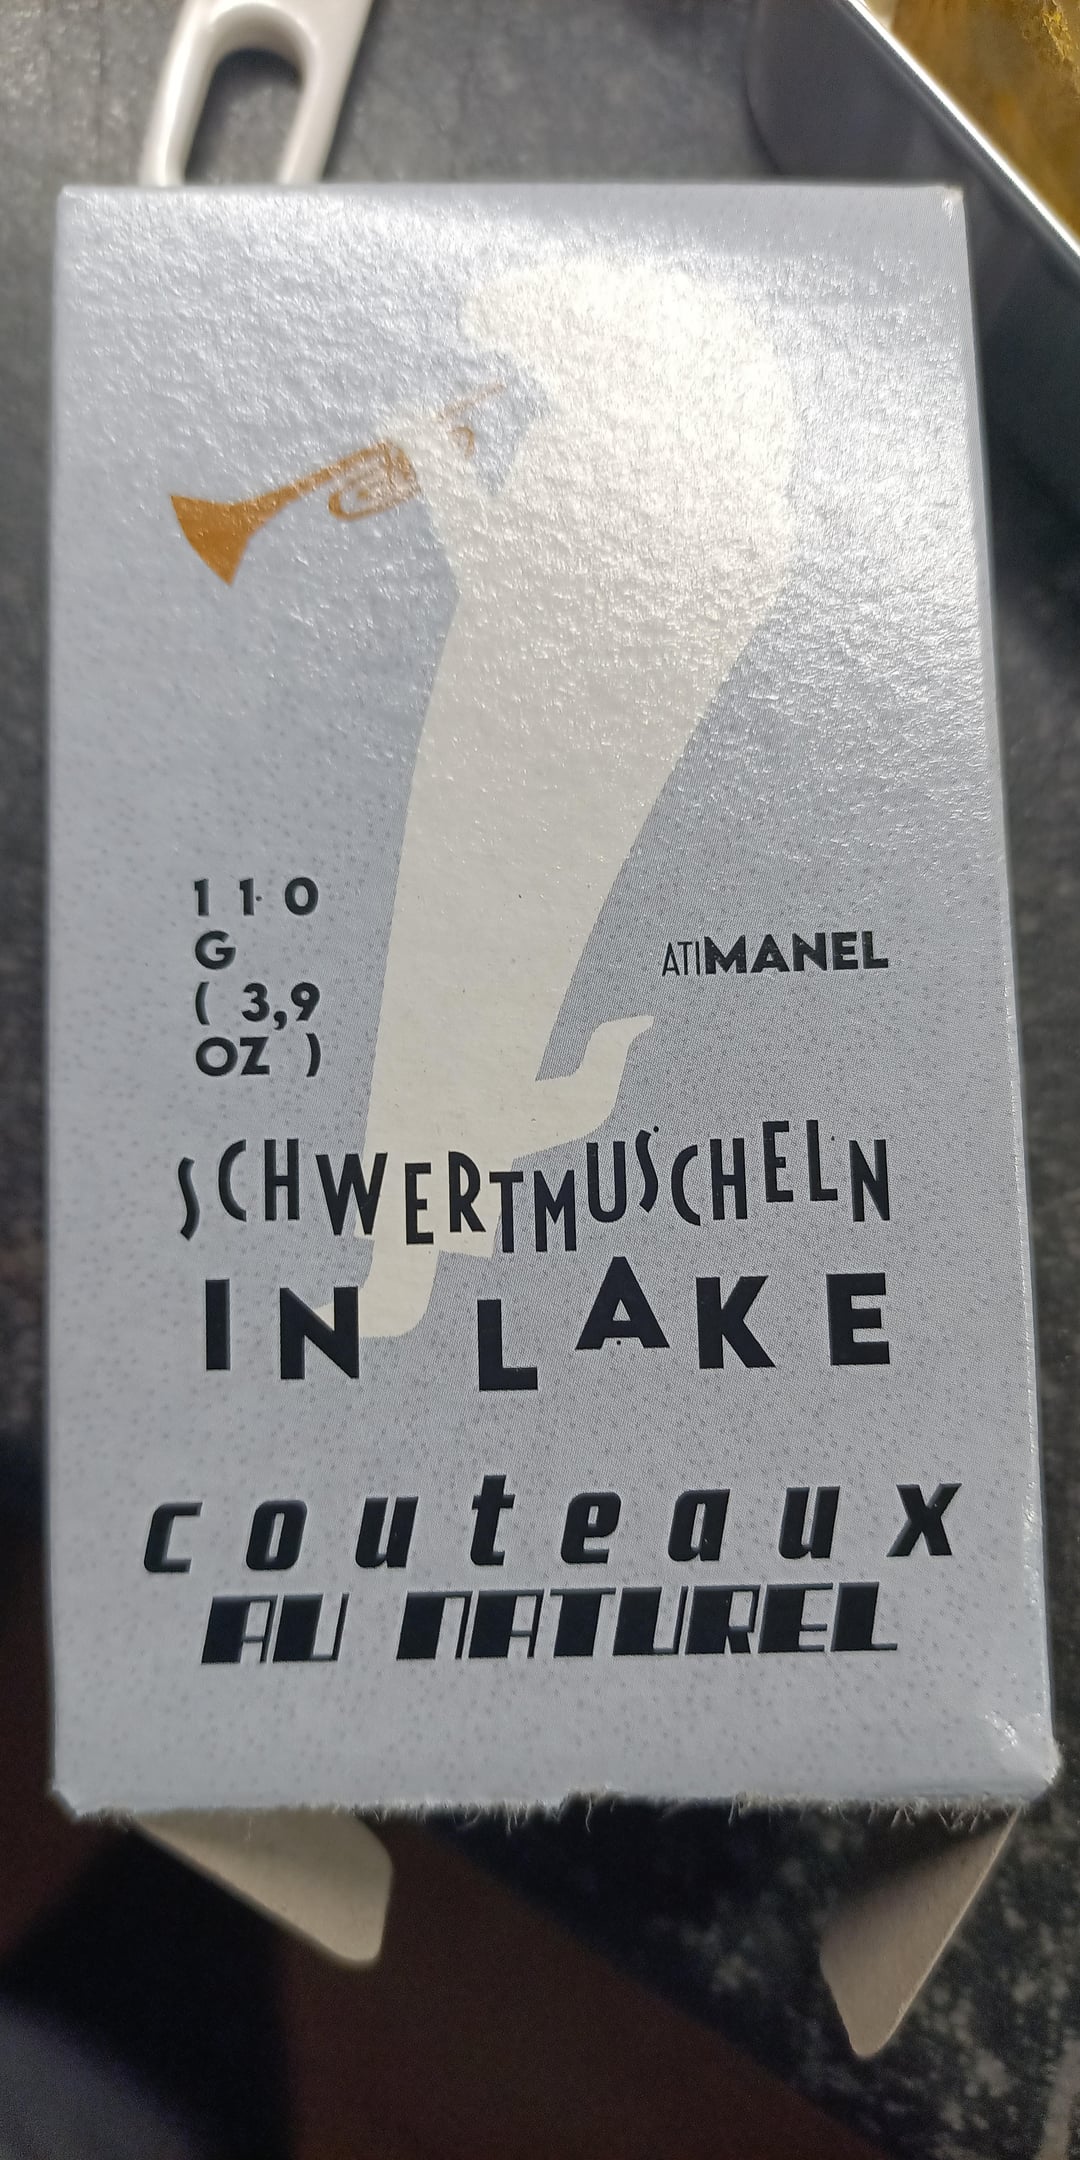 110
G
( 3,9
OZ )
ATIMANEL
SCHWERTMUSCHELN
IN LAKE
couteaux
AU NATUREL